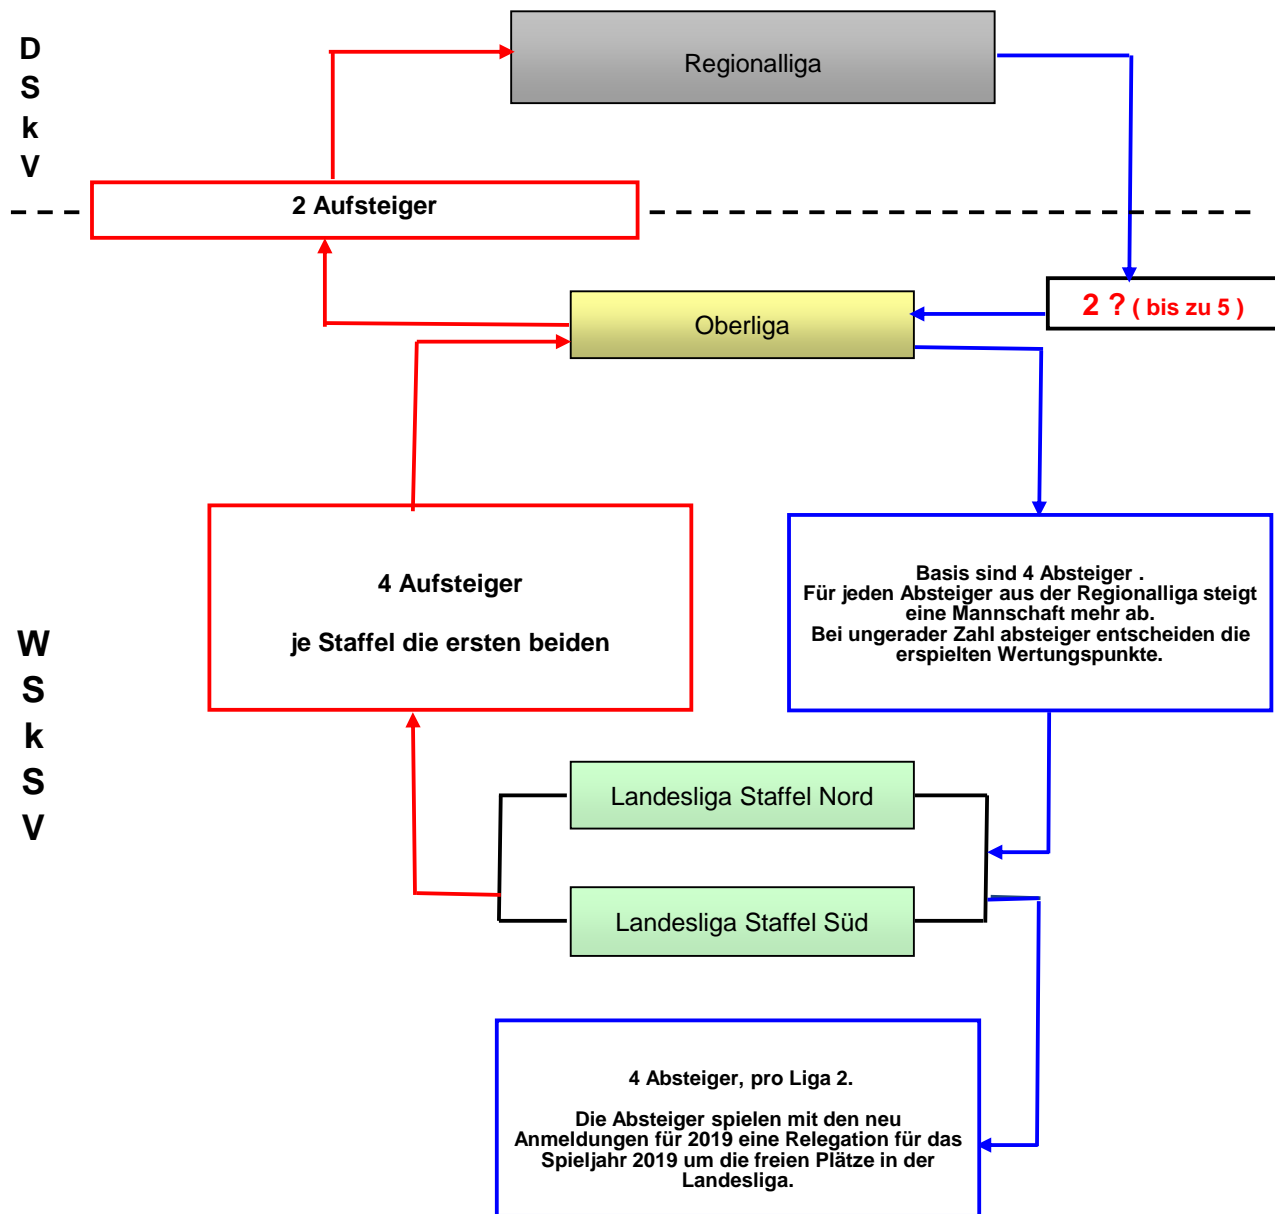 D
S
k
V
Regionalliga
2 Aufsteiger
2 ? ( bis zu 5 )
Oberliga
4 Aufsteiger
je Staffel die ersten beiden
Basis sind 4 Absteiger .
Für jeden Absteiger aus der Regionalliga steigt
eine Mannschaft mehr ab.
Bei ungerader Zahl absteiger entscheiden die
erspielten Wertungspunkte.
W
S
k
S
V
Landesliga Staffel Nord
Landesliga Staffel Süd
4 Absteiger, pro Liga 2.
Die Absteiger spielen mit den neu
Anmeldungen für 2019 eine Relegation für das
Spieljahr 2019 um die freien Plätze in der
Landesliga.